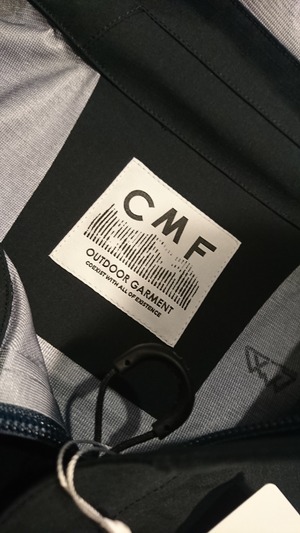 CMF
OUTDOOR GARMENT
COEXIST WITH ALL OF EXISTENCE